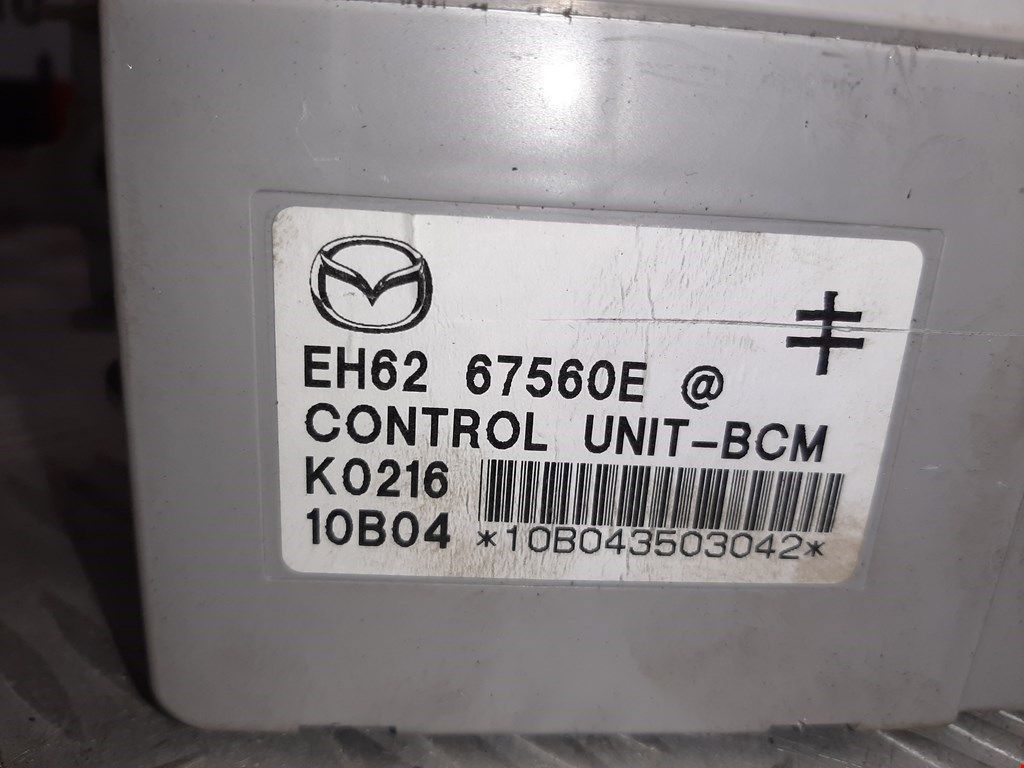 EH62 67560E @
CONTROL UNIT-BCM
K0216
10B04 *10B043503042*